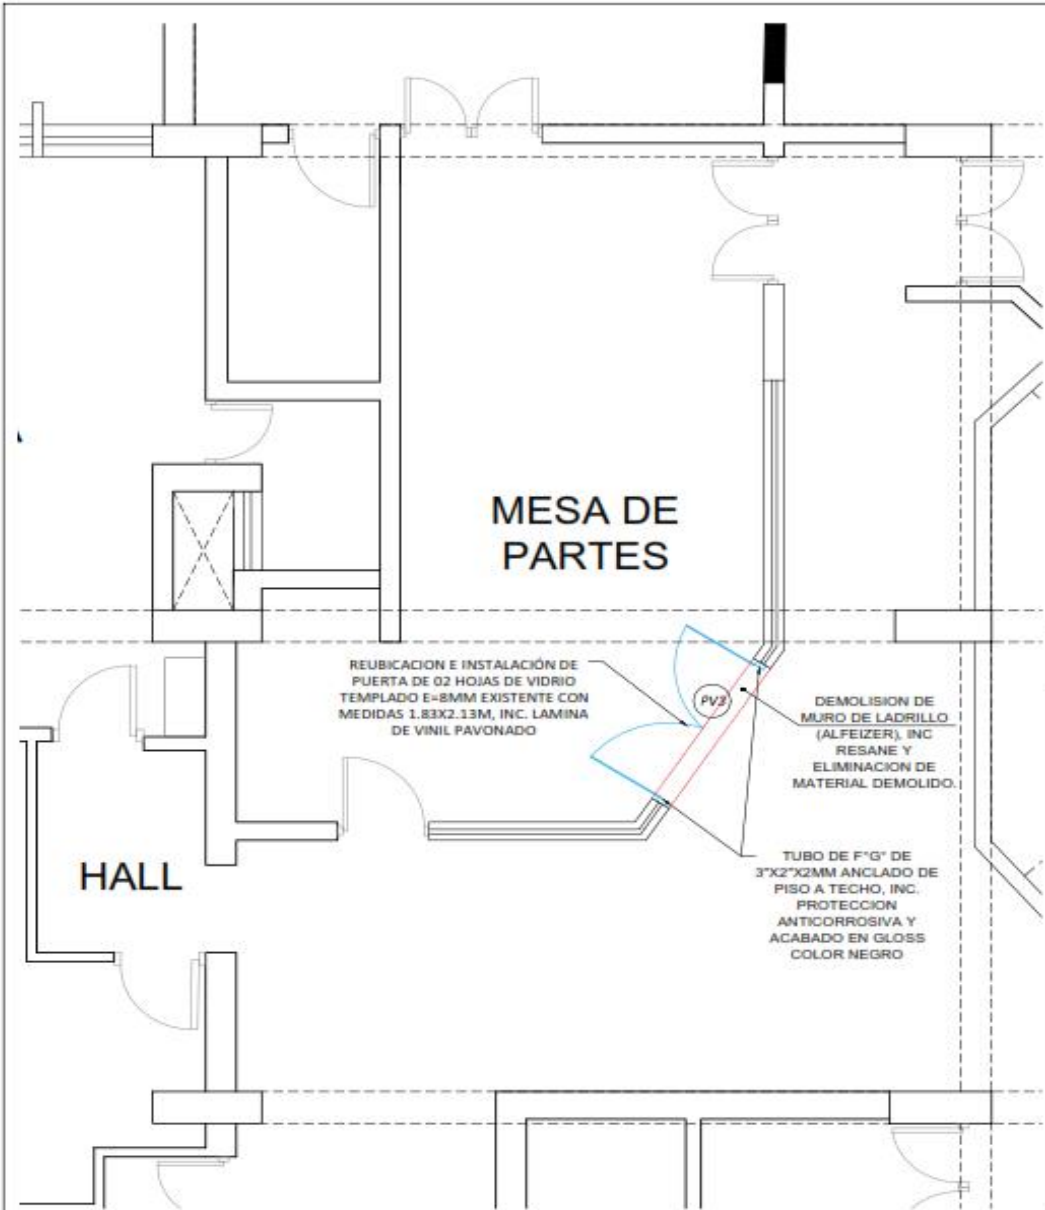 MESA DE
PARTES
REUBICACION E INSTALACIÓN DE
PUERTA DE 02 HOJAS DE VIDRIO
TEMPLADO E=8MM EXISTENTE CON
MEDIDAS 1.83X2.13M, INC. LAMINA
DE VINIL PAVONADO
PV3
DEMOLISION DE
MURO DE LADRILLO
(ALFEIZER), INC
RESANE Y
ELIMINACION DE
MATERIAL DEMOLIDO.
HALL
TUBO DE F"G" DE
3"X2"X2MM ANCLADO DE
PISO A TECHO, INC.
PROTECCION
ANTICORROSIVA Y
ACABADO EN GLOSS
COLOR NEGRO